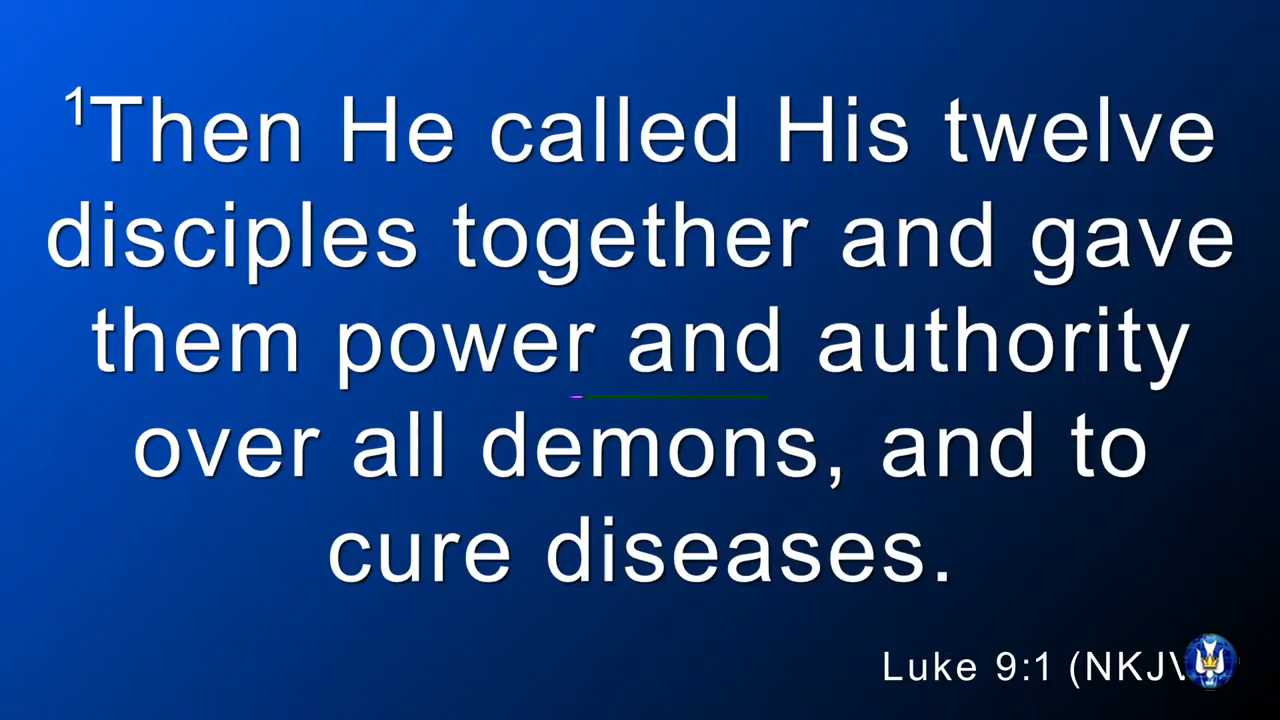 ¹Then He called His twelve
disciples together and gave
them power and authority
over all demons, and to
cure diseases.
Luke 9:1 (NKJV